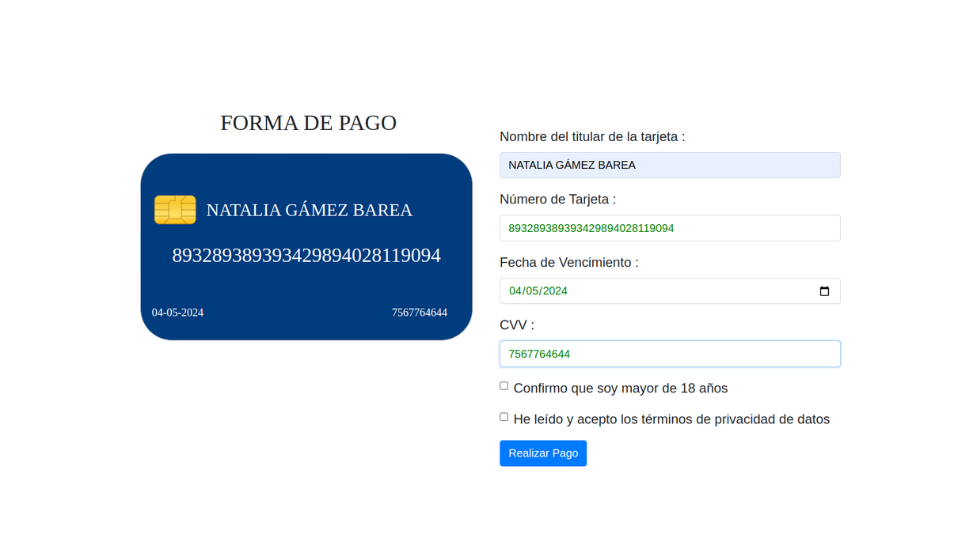 FORMA DE PAGO
NATALIA GÁMEZ BAREA
8932893893934298940281​19094
04-05-2024
7567764644
Nombre del titular de la tarjeta :
NATALIA GÁMEZ BAREA
Número de Tarjeta :
893289389393429894028119094
Fecha de Vencimiento :
04/05/2024
CVV :
7567764644
Confirmo que soy mayor de 18 años
He leído y acepto los términos de privacidad de datos
Realizar Pago